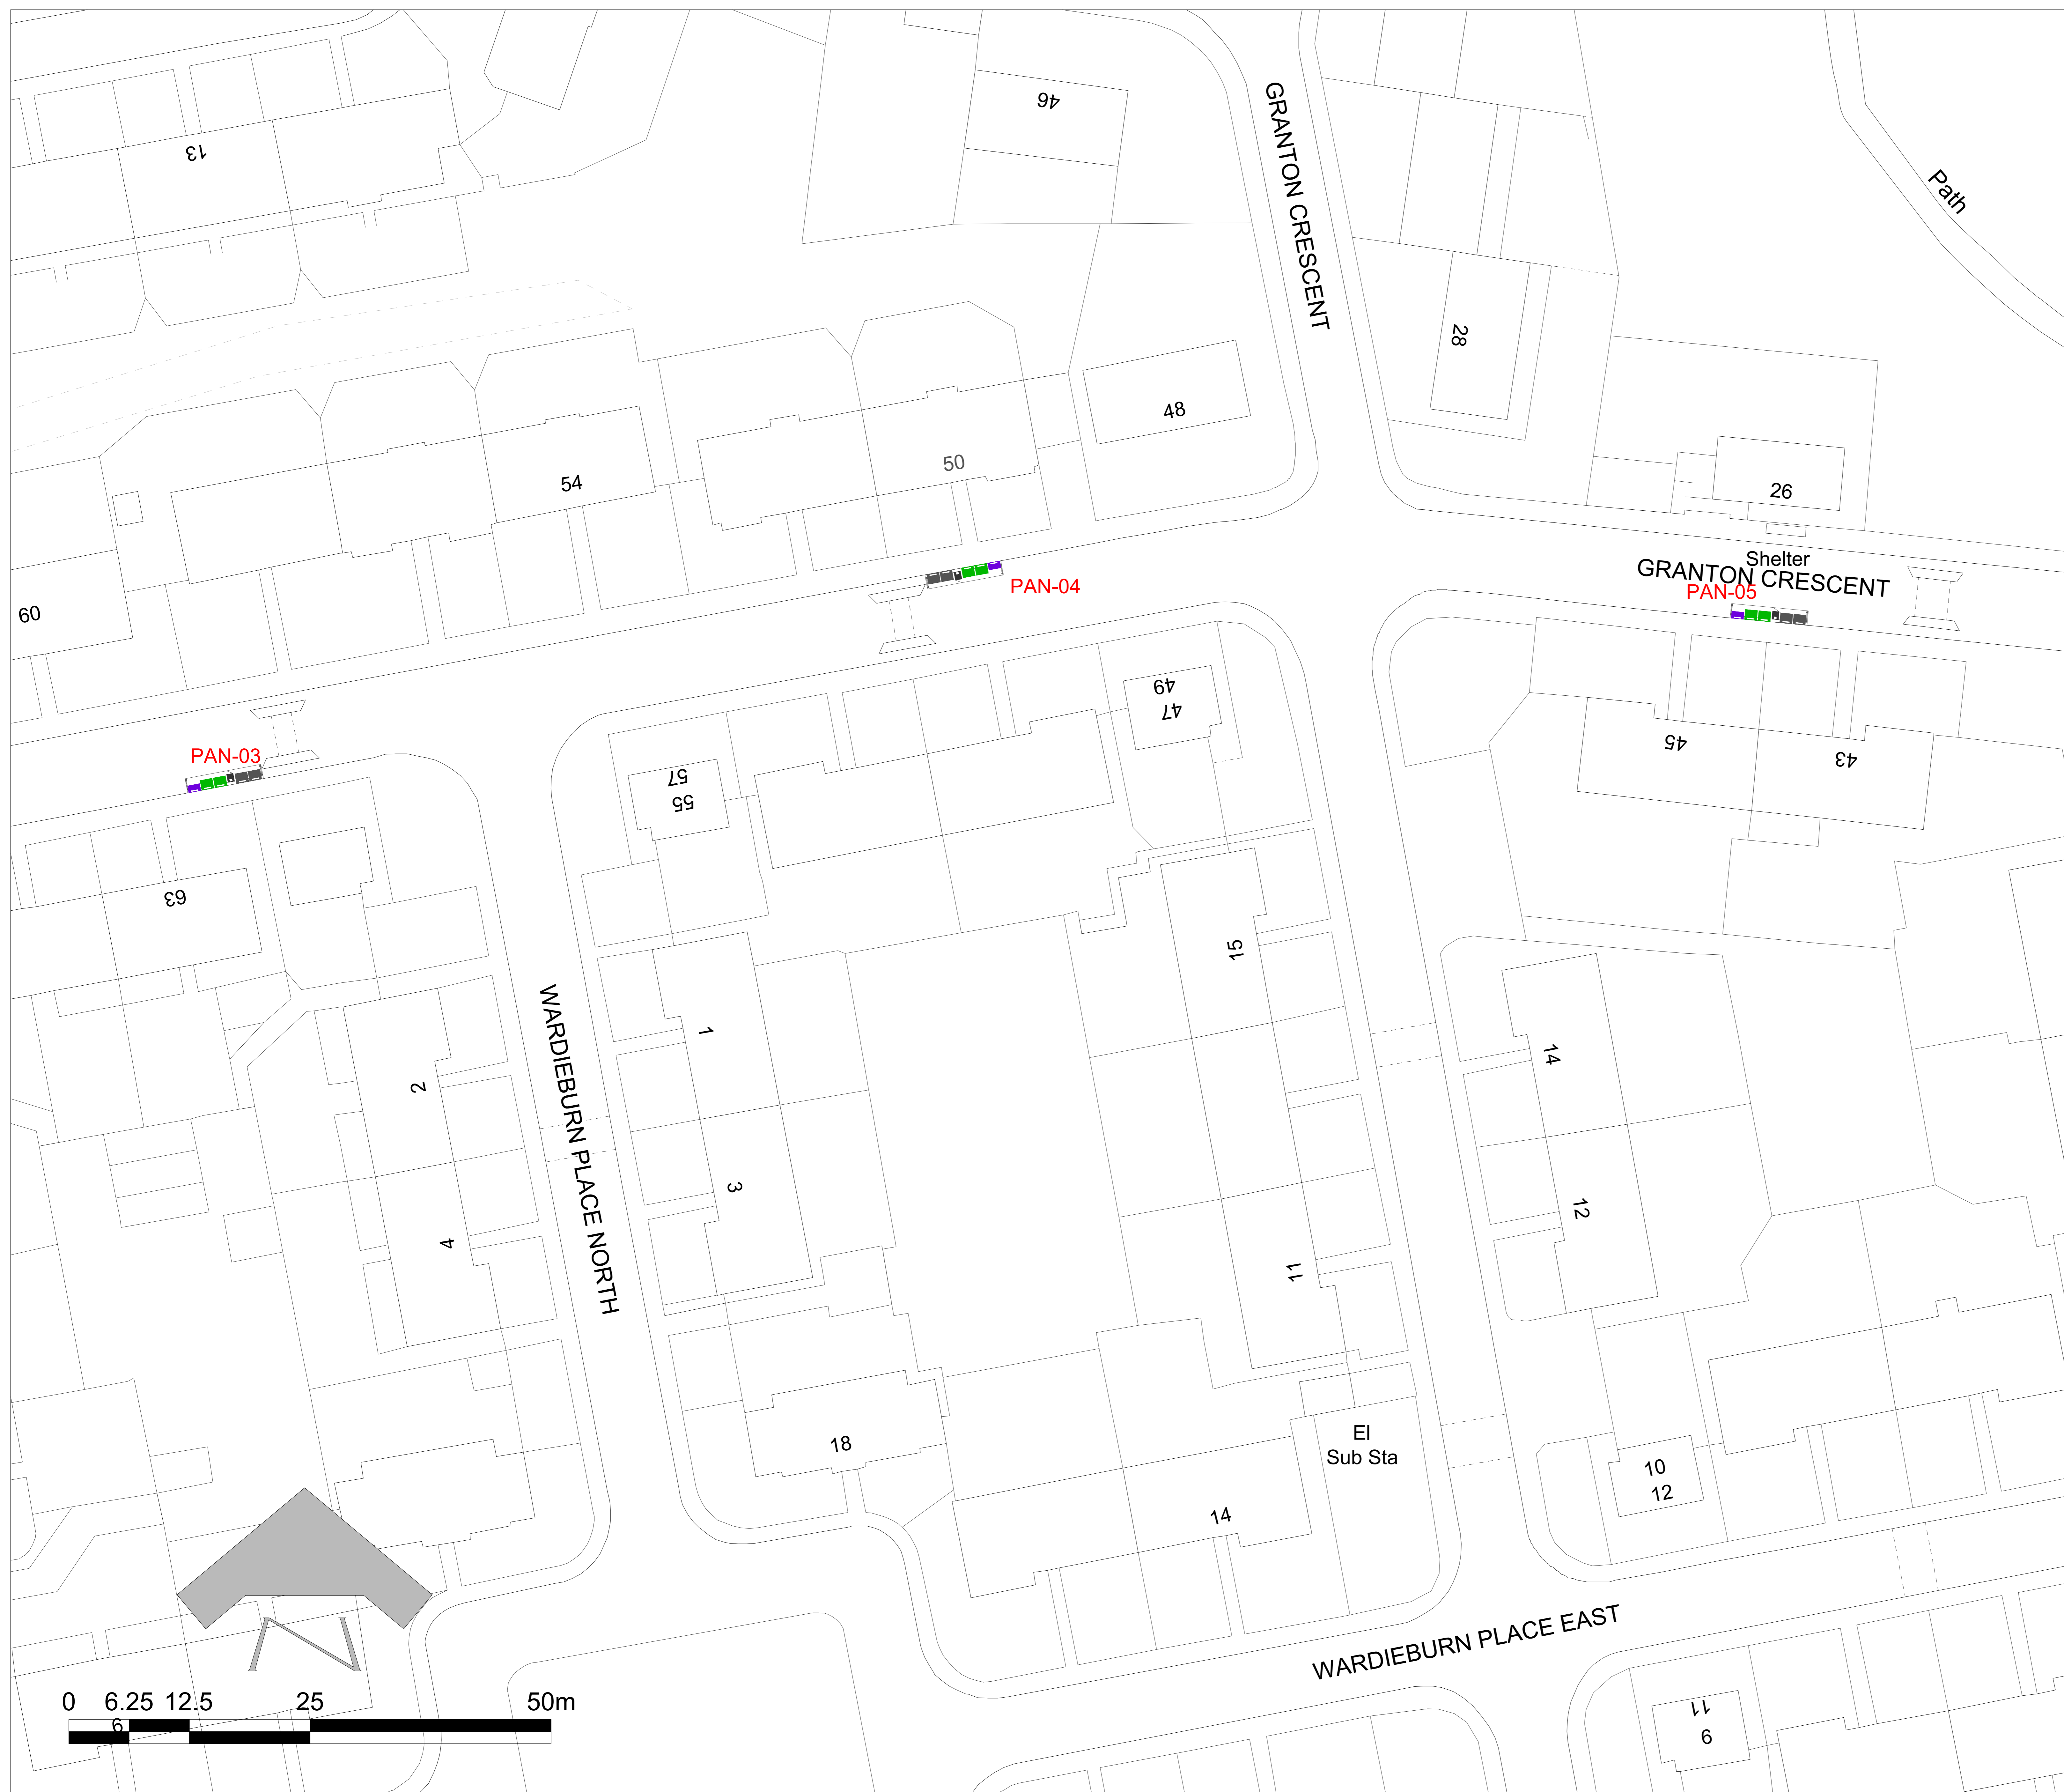 46
GRANTON CRESCENT
13
Path
28
48
50
54
26
Shelter
GRANTON CRESCENT
PAN-04
PAN-05
60
49
47
45
43
PAN-03
57
55
63
15
WARDIEBURN PLACE NORTH
1
14
2
3
12
4
11
El
Sub Sta
18
10
12
14
WARDIEBURN PLACE EAST
0 6.25 12.5 25 50m
6
11
9